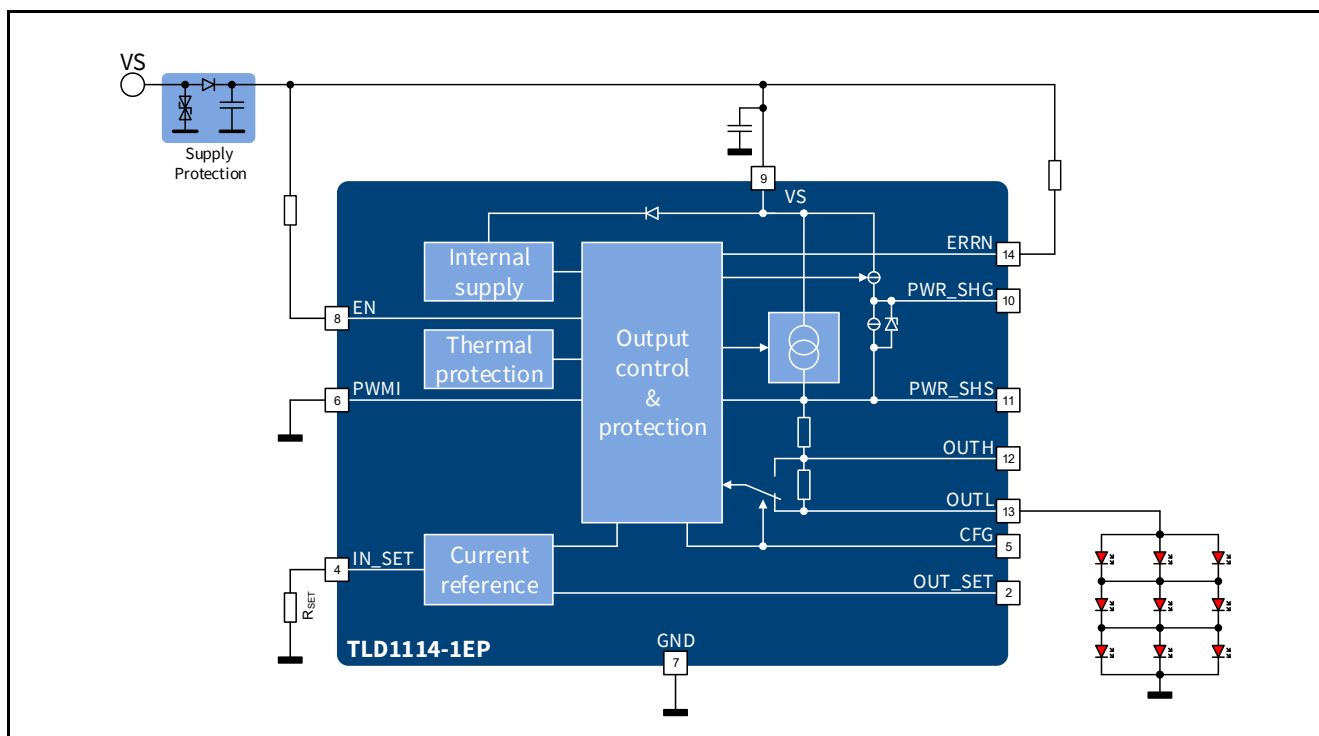 VS
Supply
Protection
9
VS
ERRN
14
Internal
supply
PWR_SHG
10
EN
8
Output
control
&
protection
Thermal
protection
PWMI
6
PWR_SHS
11
OUTH
12
OUTL
13
CFG
5
IN_SET
4
Current
reference
OUT_SET
2
RSET
TLD1114-1EP
GND
7